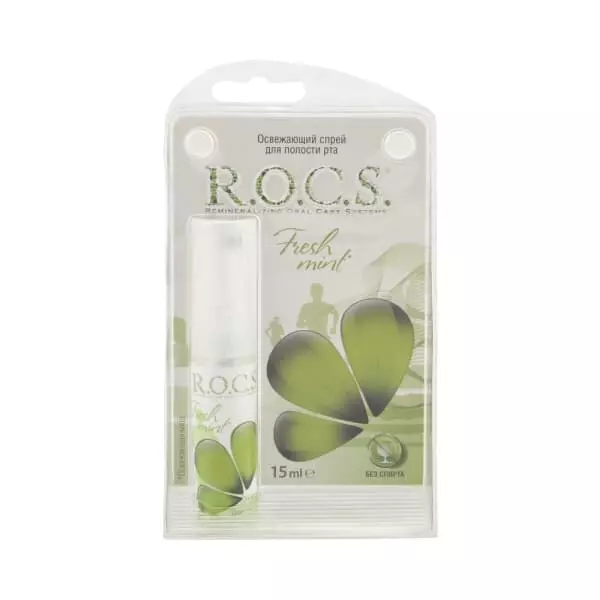 Освежающий спрей
для полости рта
R.O.C.S.
REMINERALIZING ORAL CARE SYSTEMS
Fresh
mint*
R.O.C.S.
Fresh
mint*
15 ml e
БЕЗ СПИРТА